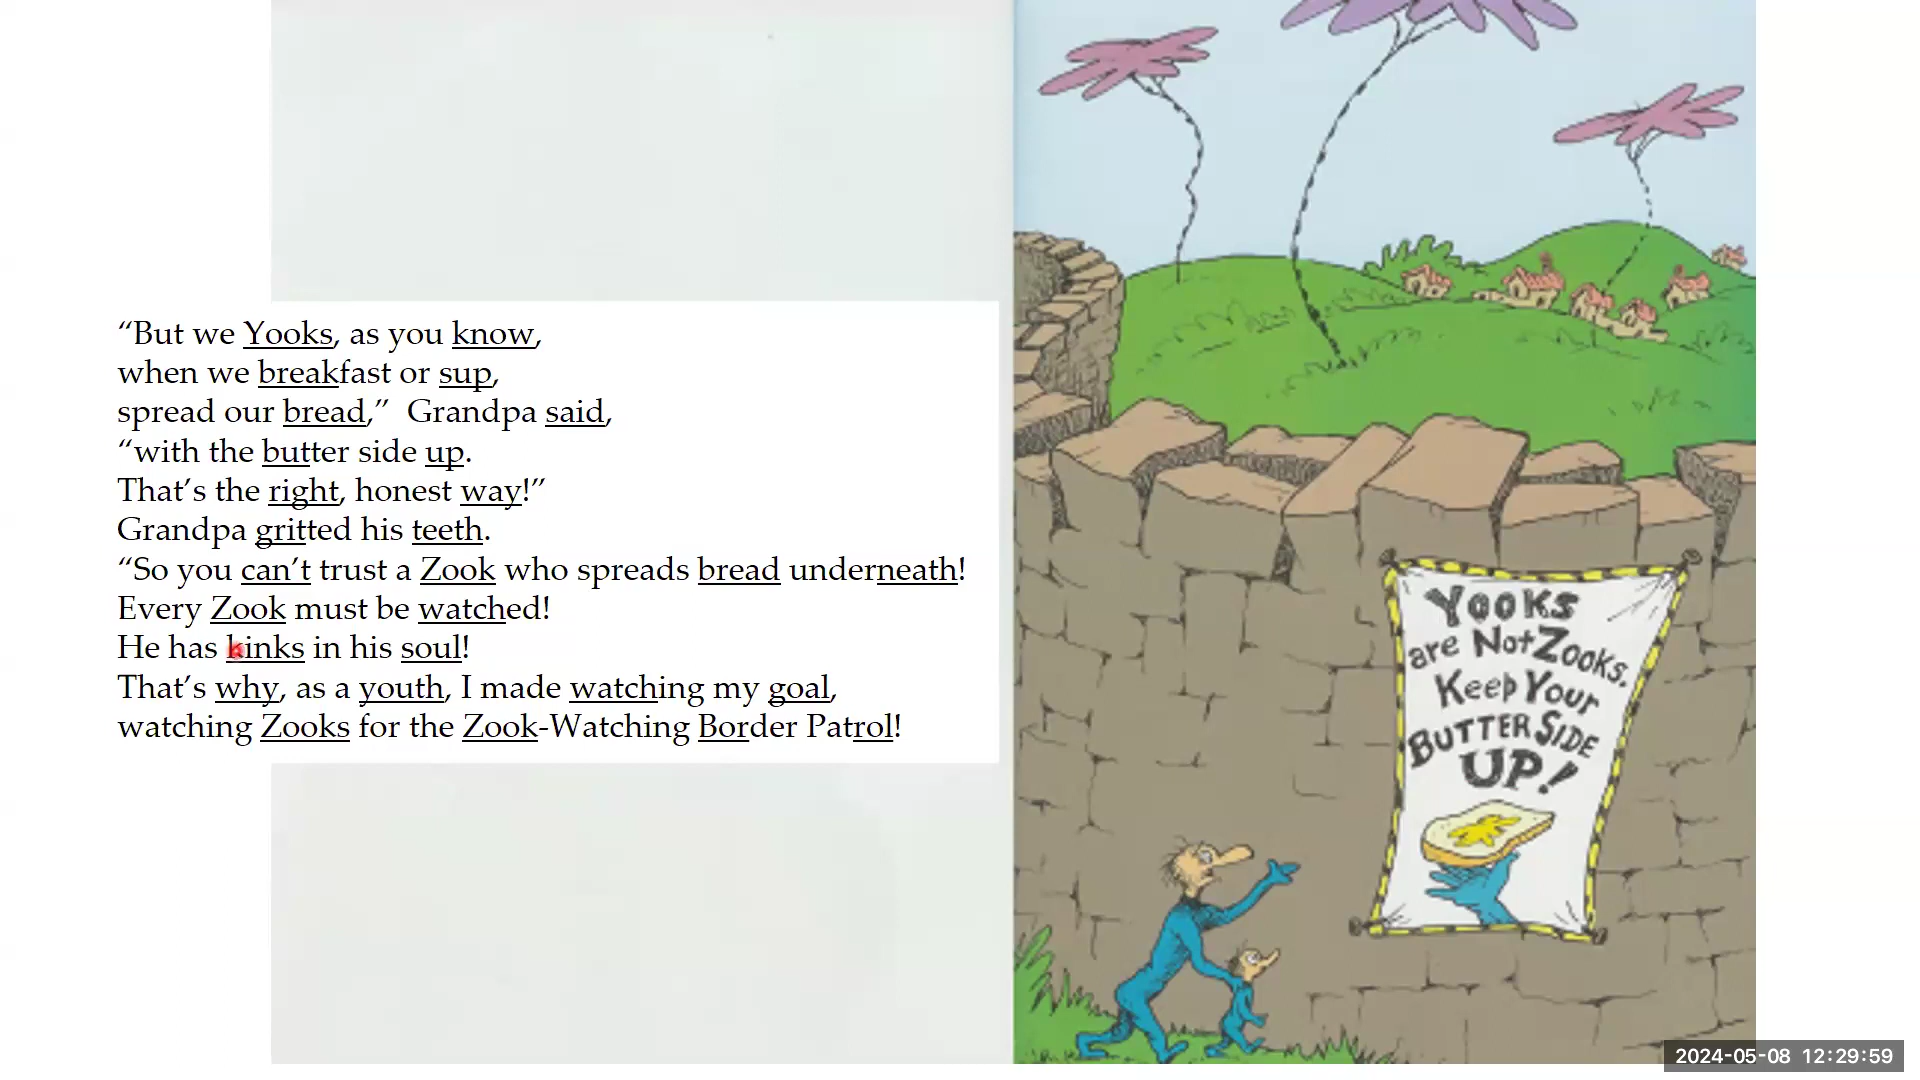 “But we Yooks, as you know,
when we breakfast or sup,
spread our bread,”  Grandpa said,
“with the butter side up.
That’s the right, honest way!”
Grandpa gritted his teeth.
“So you can’t trust a Zook who spreads bread underneath!
Every Zook must be watched!
He has kinks in his soul!
That’s why, as a youth, I made watching my goal,
watching Zooks for the Zook-Watching Border Patrol!
YOOKS
are Not Zooks.
Keep Your
BUTTER SIDE
UP!
2024-05-08 12:29:59